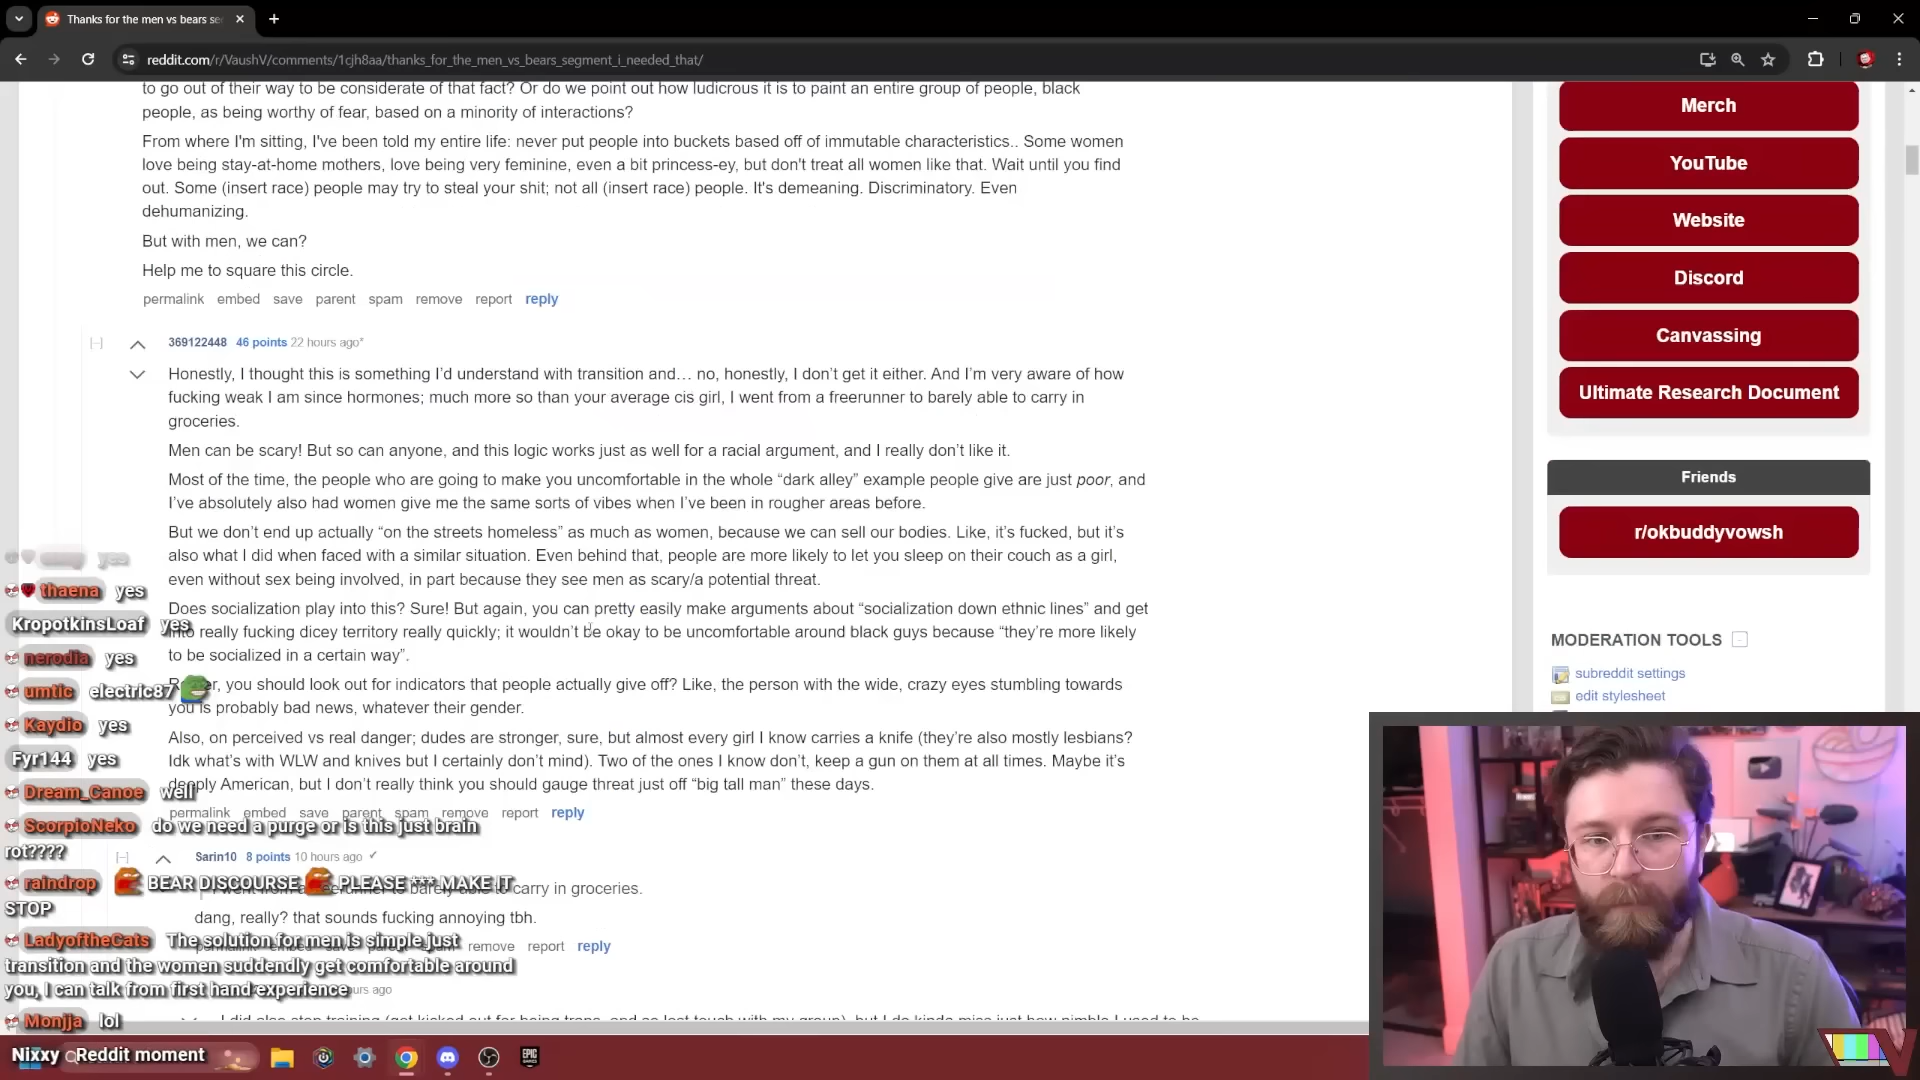 Thanks for the men vs bears se
reddit.com/r/VaushV/comments/1cjh8aa/thanks_for_the_men_vs_bears_segment_i_needed_that/
to go out of their way to be considerate of that fact? Or do we point out how ludicrous it is to paint an entire group of people, black
people, as being worthy of fear, based on a minority of interactions?
From where I'm sitting, I've been told my entire life: never put people into buckets based off of immutable characteristics.. Some women
love being stay-at-home mothers, love being very feminine, even a bit princess-ey, but don't treat all women like that. Wait until you find
out. Some (insert race) people may try to steal your shit; not all (insert race) people. It's demeaning. Discriminatory. Even
dehumanizing.
But with men, we can?
Help me to square this circle.
permalink embed save parent spam remove report reply
[–] 369122448 46 points 22 hours ago*
Honestly, I thought this is something I’d understand with transition and… no, honestly, I don’t get it either. And I’m very aware of how
fucking weak I am since hormones; much more so than your average cis girl, I went from a freerunner to barely able to carry in
groceries.
Men can be scary! But so can anyone, and this logic works just as well for a racial argument, and I really don’t like it.
Most of the time, the people who are going to make you uncomfortable in the whole “dark alley” example people give are just poor, and
I’ve absolutely also had women give me the same sorts of vibes when I’ve been in rougher areas before.
But we don’t end up actually “on the streets homeless” as much as women, because we can sell our bodies. Like, it’s fucked, but it’s
also what I did when faced with a similar situation. Even behind that, people are more likely to let you sleep on their couch as a girl,
even without sex being involved, in part because they see men as scary/a potential threat.
Does socialization play into this? Sure! But again, you can pretty easily make arguments about “socialization down ethnic lines” and get
into really fucking dicey territory really quickly; it wouldn’t be okay to be uncomfortable around black guys because “they’re more likely
to be socialized in a certain way”.
you should look out for indicators that people actually give off? Like, the person with the wide, crazy eyes stumbling towards
you is probably bad news, whatever their gender.
Also, on perceived vs real danger; dudes are stronger, sure, but almost every girl I know carries a knife (they’re also mostly lesbians?
Idk what’s with WLW and knives but I certainly don’t mind). Two of the ones I know don’t, keep a gun on them at all times. Maybe it’s
deeply American, but I don’t really think you should gauge threat just off “big tall man” these days.
permalink embed save parent spam remove report reply
[–] Sarin10 8 points 10 hours ago
to barely able to carry in groceries.
dang, really? that sounds fucking annoying tbh.
remove report reply
hours ago
yes
thaena yes
KropotkinsLoaf yes
nerodia yes
umtic electric87
Kaydio yes
Fyr144 yes
Dream_Canoe well
ScorpioNeko do we need a purge or is this just brain
rot????
raindrop BEAR DISCOURSE PLEASE *** MAKE IT
STOP
LadyoftheCats The solution for men is simple just
transition and the women suddendly get comfortable around
you, I can talk from first hand experience
Monjja lol
Nixxy Reddit moment
EPIC
GAMES
Merch
YouTube
Website
Discord
Canvassing
Ultimate Research Document
Friends
r/okbuddyvowsh
MODERATION TOOLS
subreddit settings
edit stylesheet